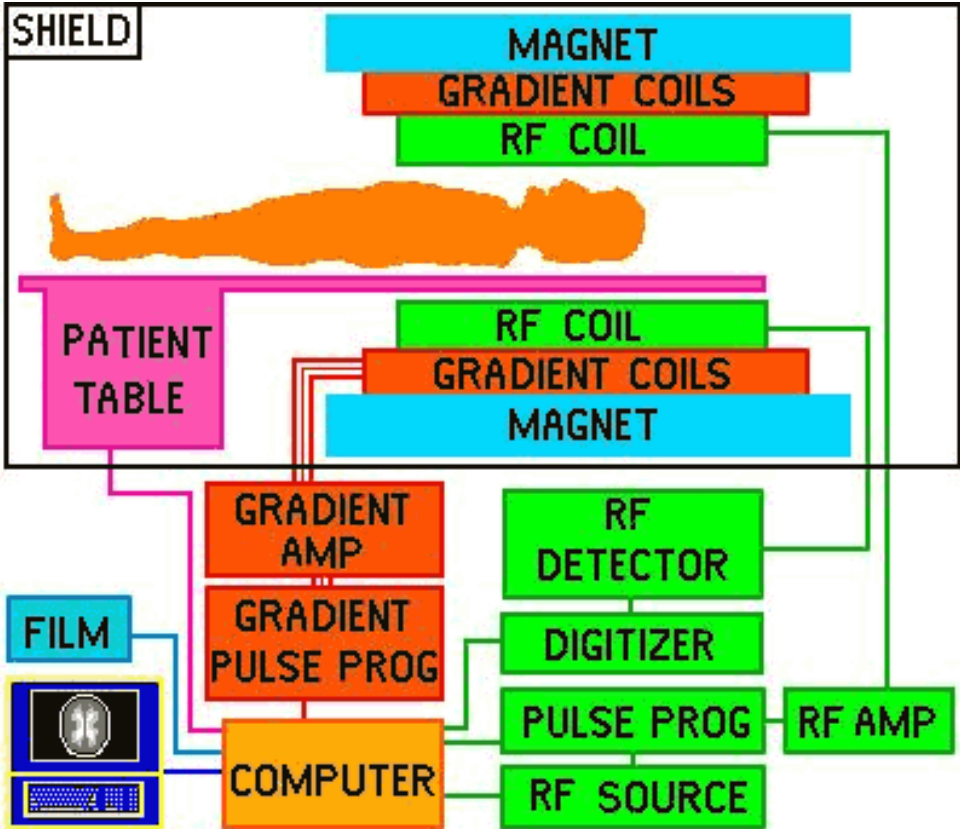 SHIELD
MAGNET
GRADIENT COILS
RF COIL
RF COIL
GRADIENT COILS
MAGNET
PATIENT
TABLE
GRADIENT
AMP
GRADIENT
PULSE PROG
RF
DETECTOR
DIGITIZER
PULSE PROG
RF AMP
RF SOURCE
FILM
COMPUTER